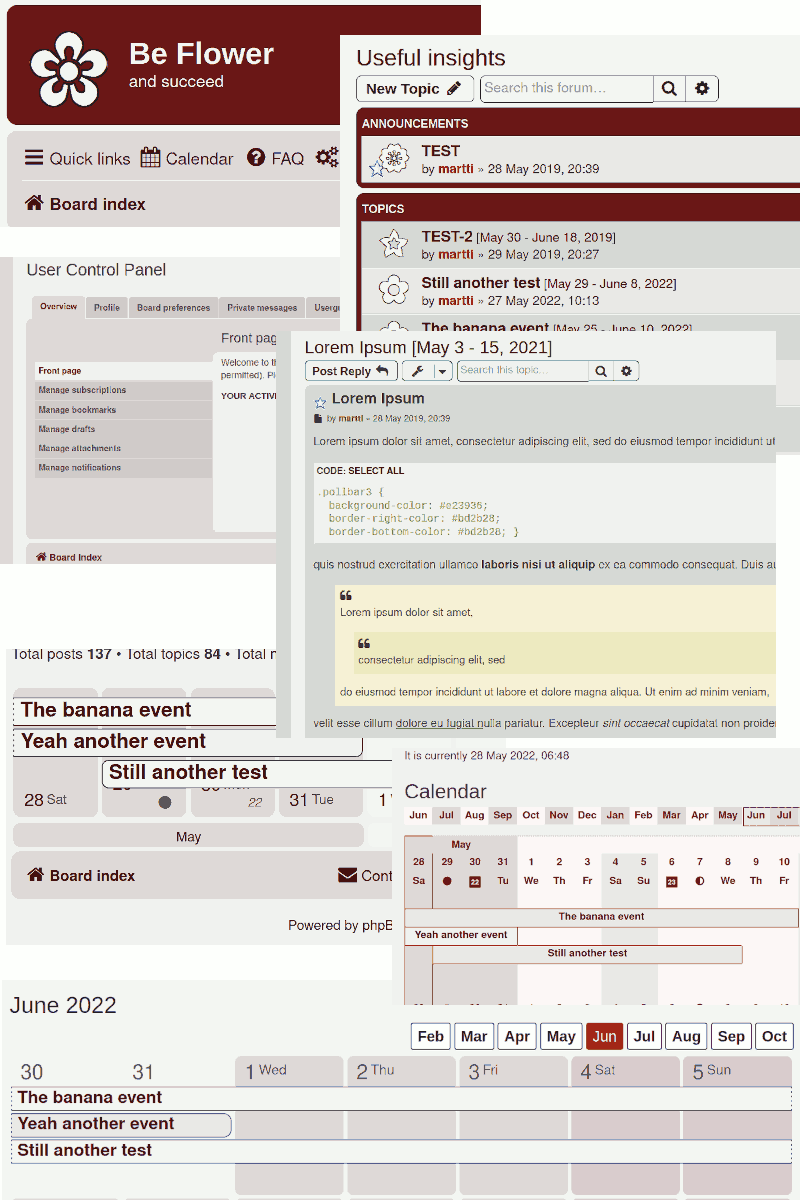 Be Flower
and succeed
Quick links Calendar FAQ
Board index
Useful insights
New Topic Search this forum…
ANNOUNCEMENTS
TEST
by martti » 28 May 2019, 20:39
TOPICS
TEST-2 [May 30 - June 18, 2019]
by martti » 29 May 2019, 20:27
Still another test [May 29 - June 8, 2022]
by martti » 27 May 2022, 10:13
The banana event [May 25 - June 10, 2022]
User Control Panel
Overview Profile Board preferences Private messages Userg
Front pag
Front page
Manage subscriptions
Manage bookmarks
Manage drafts
Manage attachments
Manage notifications
Welcome to th
permitted). Pl
YOUR ACTIV
Board Index
Lorem Ipsum [May 3 - 15, 2021]
Post Reply Search this topic…
Lorem Ipsum
by martti » 28 May 2019, 20:39
Lorem ipsum dolor sit amet, consectetur adipiscing elit, sed do eiusmod tempor incididunt ut
CODE: SELECT ALL
.pollbar3 {
background-color: #e23935;
border-right-color: #bd2b28;
border-bottom-color: #bd2b28; }
quis nostrud exercitation ullamco laboris nisi ut aliquip ex ea commodo consequat. Duis au
Lorem ipsum dolor sit amet,
consectetur adipiscing elit, sed
do eiusmod tempor incididunt ut labore et dolore magna aliqua. Ut enim ad minim veniam,
velit esse cillum dolore eu fugiat nulla pariatur. Excepteur sint occaecat cupidatat non proiden
Total posts 137 • Total topics 84 • Total
The banana event
Yeah another event
Still another test
28 Sat 22 31 Tue 1
May
Board index Cont
Powered by phpB
It is currently 28 May 2022, 06:48
Calendar
Jun Jul Aug Sep Oct Nov Dec Jan Feb Mar Apr May Jun Jul
May
28 29 30 31 1 2 3 4 5 6 7 8 9 10
Sa 22 Tu We Th Fr Sa Su 23 We Th Fr
The banana event
Yeah another event
Still another test
June 2022
Feb Mar Apr May Jun Jul Aug Sep Oct
30 31 1 Wed 2 Thu 3 Fri 4 Sat 5 Sun
The banana event
Yeah another event
Still another test